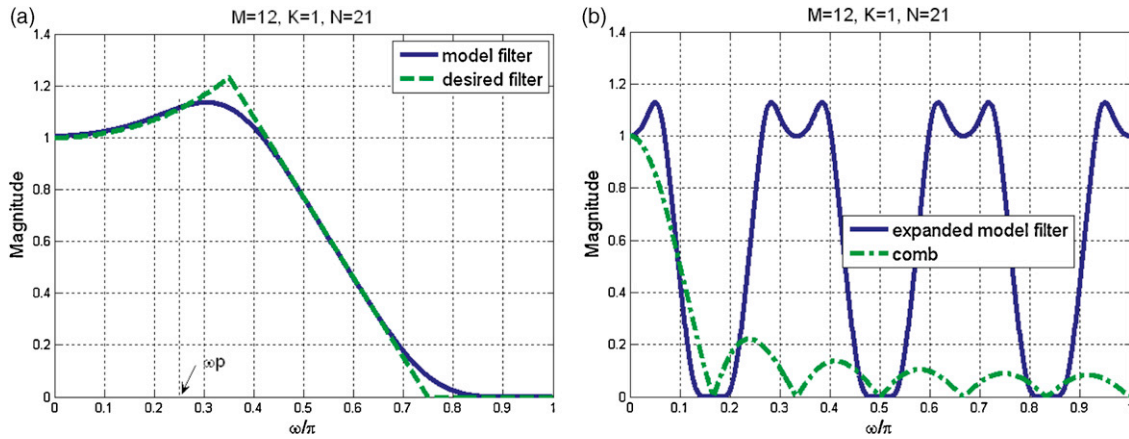 (a)
M=12, K=1, N=21
1.4
1.2
1
0.8
0.6
0.4
0.2
0
Magnitude
model filter
desired filter
ωp
0 0.1 0.2 0.3 0.4 0.5 0.6 0.7 0.8 0.9 1
ω/π
(b)
M=12, K=1, N=21
1.4
1.2
1
0.8
0.6
0.4
0.2
0
Magnitude
expanded model filter
comb
0 0.1 0.2 0.3 0.4 0.5 0.6 0.7 0.8 0.9 1
ω/π